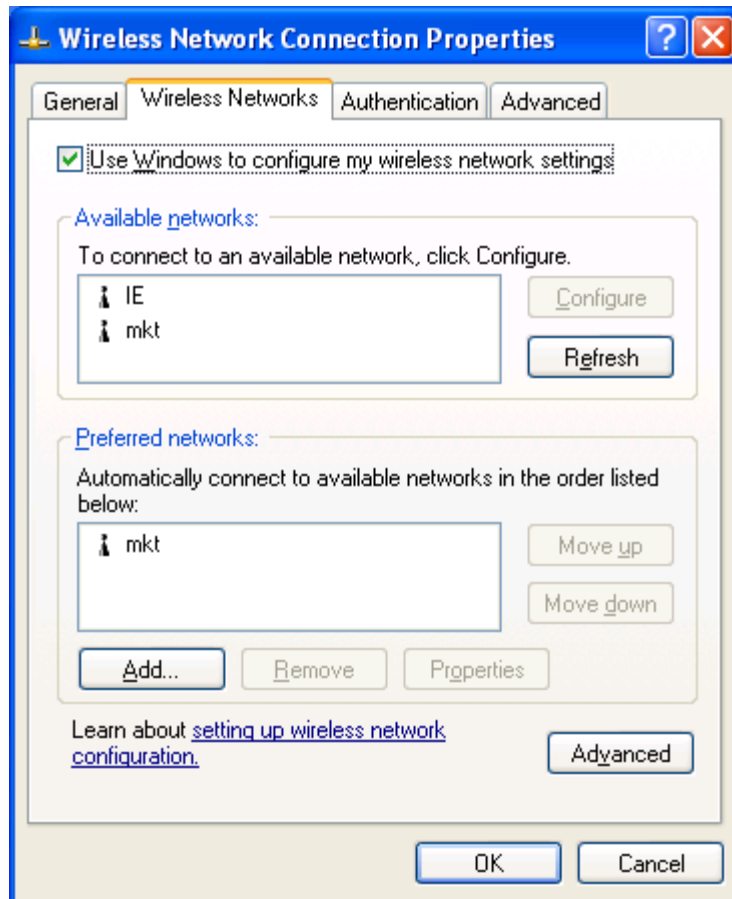 Wireless Network Connection Properties
General Wireless Networks Authentication Advanced
Use Windows to configure my wireless network settings
Available networks:
To connect to an available network, click Configure.
IE
Configure
mkt
Refresh
Preferred networks:
Automatically connect to available networks in the order listed
below:
mkt
Move up
Move down
Add... Remove Properties
Learn about setting up wireless network
configuration.
Advanced
OK Cancel